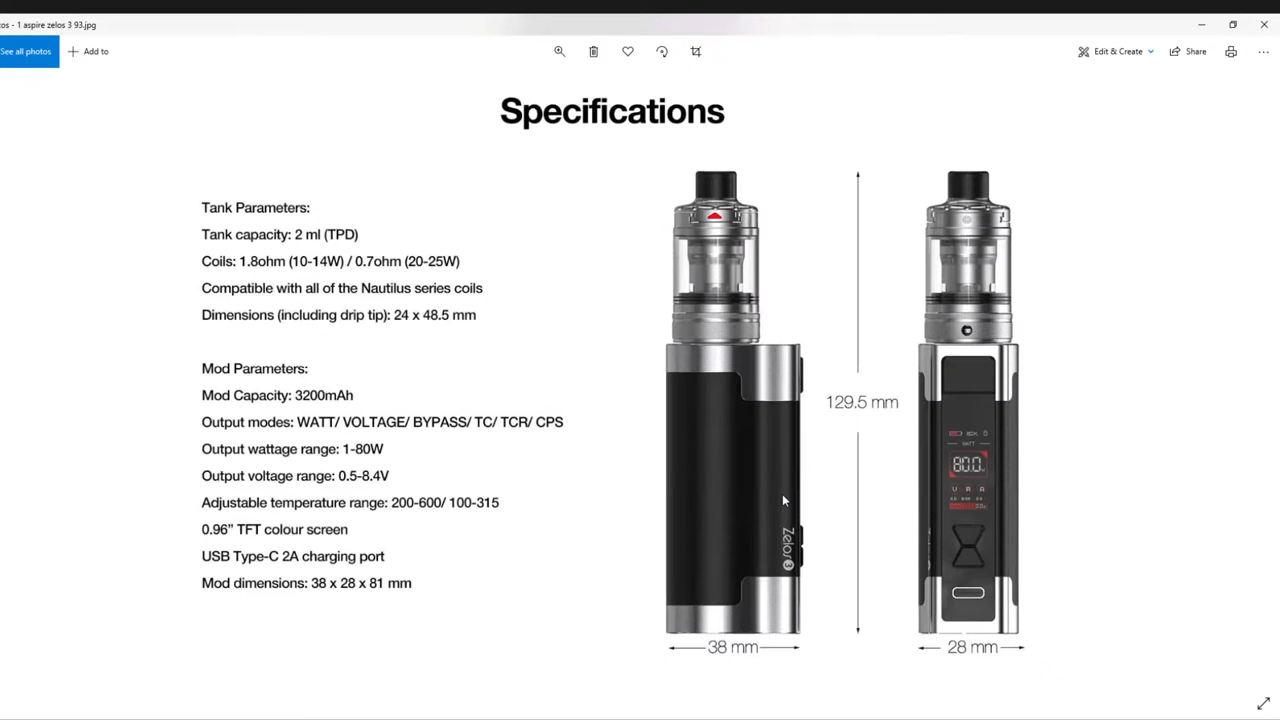 os - 1 aspire zelos 3 93.jpg
See all photos
Add to
Edit & Create
Share
Specifications
Tank Parameters:
Tank capacity: 2 ml (TPD)
Coils: 1.8ohm (10-14W) / 0.7ohm (20-25W)
Compatible with all of the Nautilus series coils
Dimensions (including drip tip): 24 x 48.5 mm
Mod Parameters:
Mod Capacity: 3200mAh
Output modes: WATT/ VOLTAGE/ BYPASS/ TC/ TCR/ CPS
Output wattage range: 1-80W
Output voltage range: 0.5-8.4V
Adjustable temperature range: 200-600/ 100-315
0.96” TFT colour screen
USB Type-C 2A charging port
Mod dimensions: 38 x 28 x 81 mm
Zelos 3
129.5 mm
WATT
80.0
V R A
38 mm
28 mm